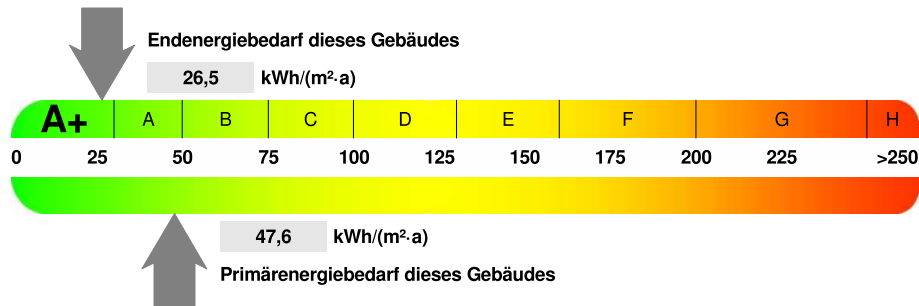 Endenergiebedarf dieses Gebäudes
26,5 kWh/(m²·a)
A+ A B C D E F G H
0 25 50 75 100 125 150 175 200 225 >250
47,6 kWh/(m²·a)
Primärenergiebedarf dieses Gebäudes